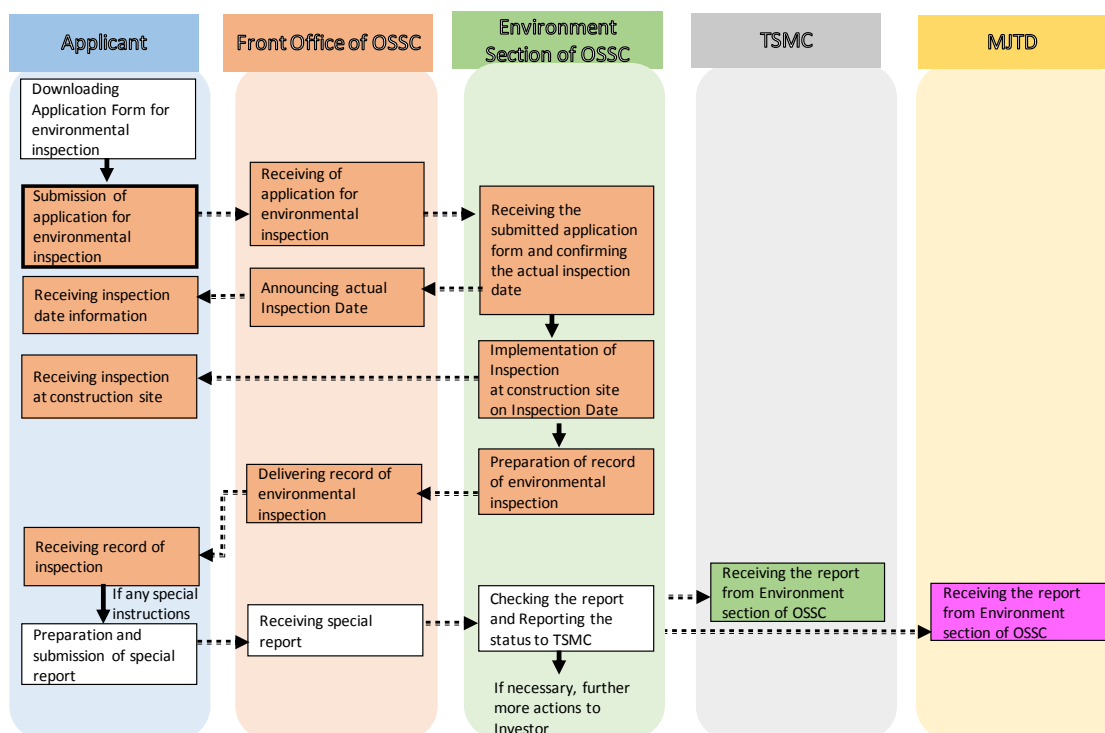 Applicant
Front Office of OSSC
Environment
Section of OSSC
TSMC
MJTD
Downloading
Application Form for
environmental
inspection
Submission of
application for
environmental
inspection
Receiving of
application for
environmental
inspection
Receiving the
submitted application
form and confirming
the actual inspection
date
Announcing actual
Inspection Date
Receiving inspection
date information
Implementation of
Inspection
at construction site
on Inspection Date
Receiving inspection
at construction site
Preparation of record
of environmental
inspection
Delivering record of
environmental
inspection
Receiving record of
inspection
If any special
instructions
Preparation and
submission of special
report
Receiving special
report
Checking the report
and Reporting the
status to TSMC
Receiving the report
from Environment
section of OSSC
Receiving the report
from Environment
section of OSSC
If necessary, further
more actions to
Investor